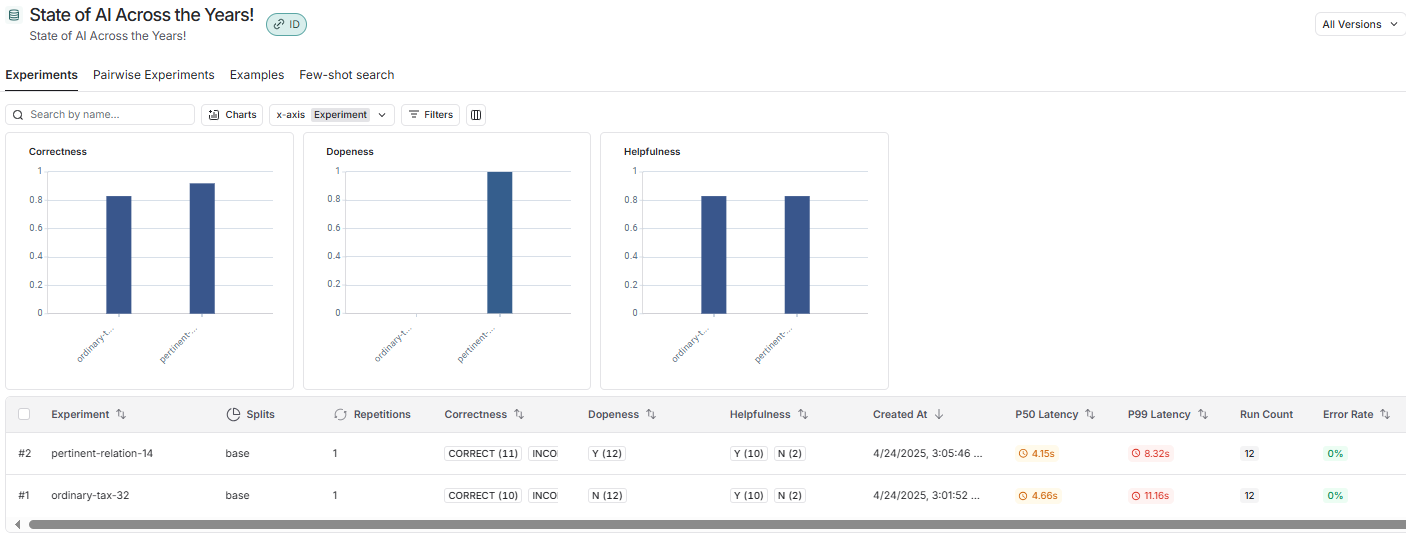 State of AI Across the Years!
ID
State of AI Across the Years!
All Versions
Experiments Pairwise Experiments Examples Few-shot search
Search by name... Charts x-axis Experiment Filters
Correctness
1
0.8
0.6
0.4
0.2
0
ordinary-t...
pertinent-...
Dopeness
1
0.8
0.6
0.4
0.2
0
ordinary-t...
pertinent-...
Helpfulness
1
0.8
0.6
0.4
0.2
0
ordinary-t...
pertinent-...
Experiment Splits Repetitions Correctness Dopeness Helpfulness Created At P50 Latency P99 Latency Run Count Error Rate
#2 pertinent-relation-14 base 1 CORRECT (11) INCO Y (12) Y (10) N (2) 4/24/2025, 3:05:46 ... 4.15s 8.32s 12 0%
#1 ordinary-tax-32 base 1 CORRECT (10) INCO N (12) Y (10) N (2) 4/24/2025, 3:01:52 ... 4.66s 11.16s 12 0%